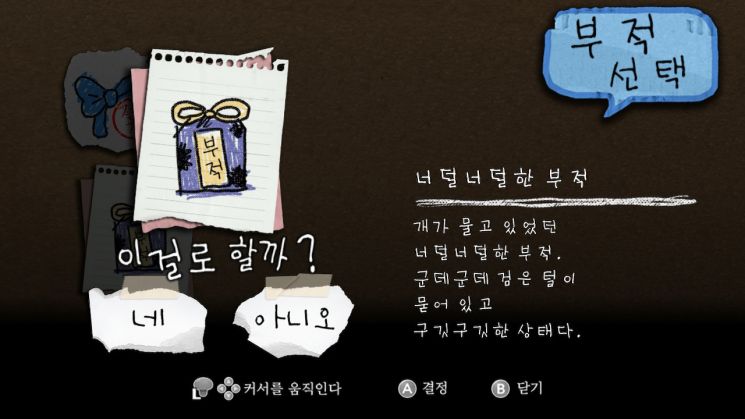 부적
선택
부
적
너덜너덜한 부적
개가 물고 있었던
너덜너덜한 부적.
군데군데 검은 털이
묻어 있고
구깃구깃한 상태다.
이걸로 할까?
네
아니오
L 커서를 움직인다
A 결정
B 닫기